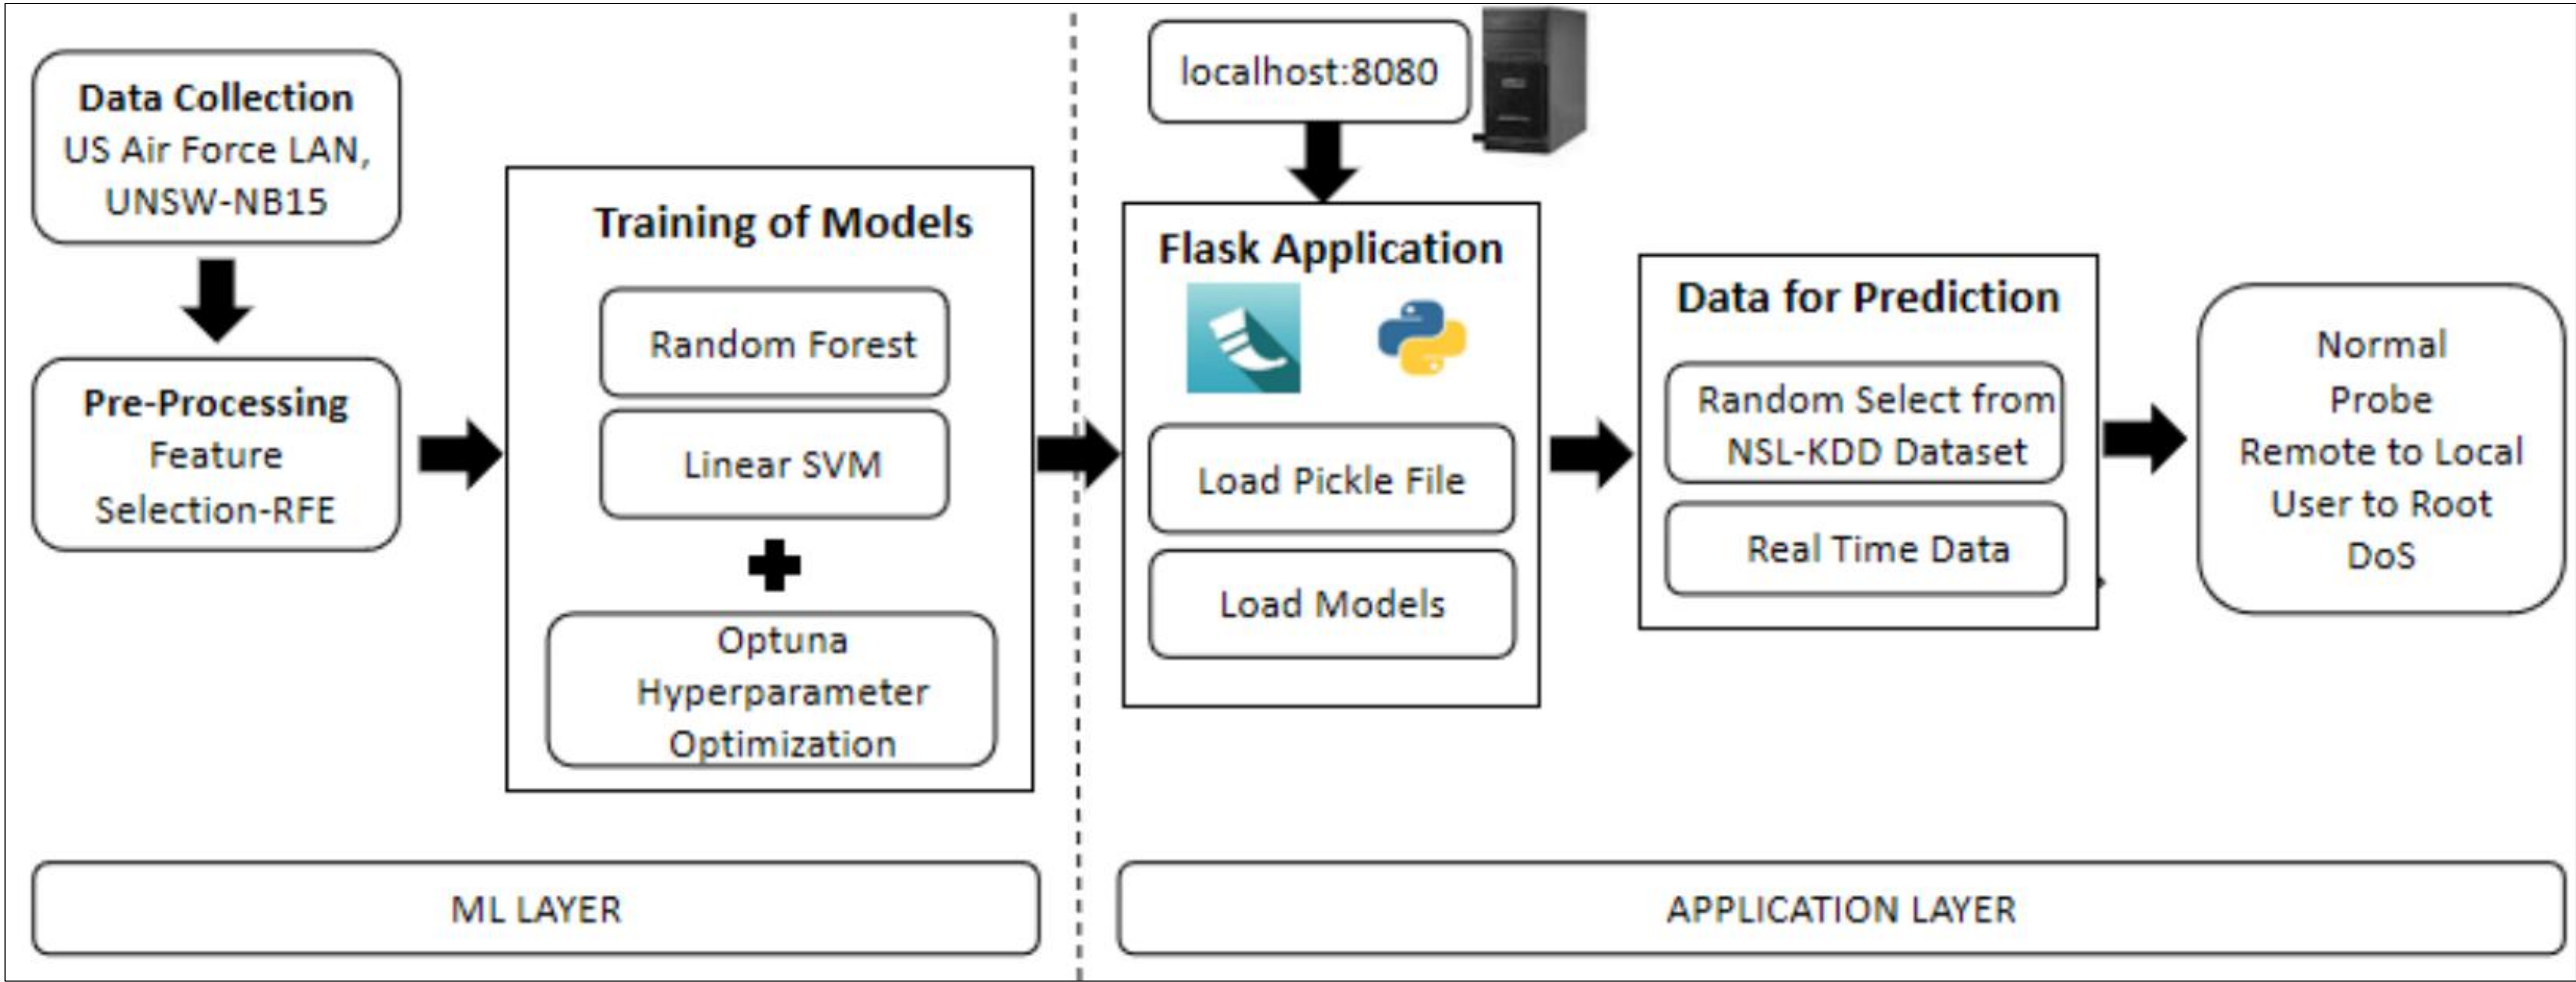 Data Collection
US Air Force LAN,
UNSW-NB15
Pre-Processing
Feature
Selection-RFE
Training of Models
Random Forest
Linear SVM
Optuna
Hyperparameter
Optimization
ML LAYER
localhost:8080
Flask Application
Load Pickle File
Load Models
Data for Prediction
Random Select from
NSL-KDD Dataset
Real Time Data
Normal
Probe
Remote to Local
User to Root
DoS
APPLICATION LAYER